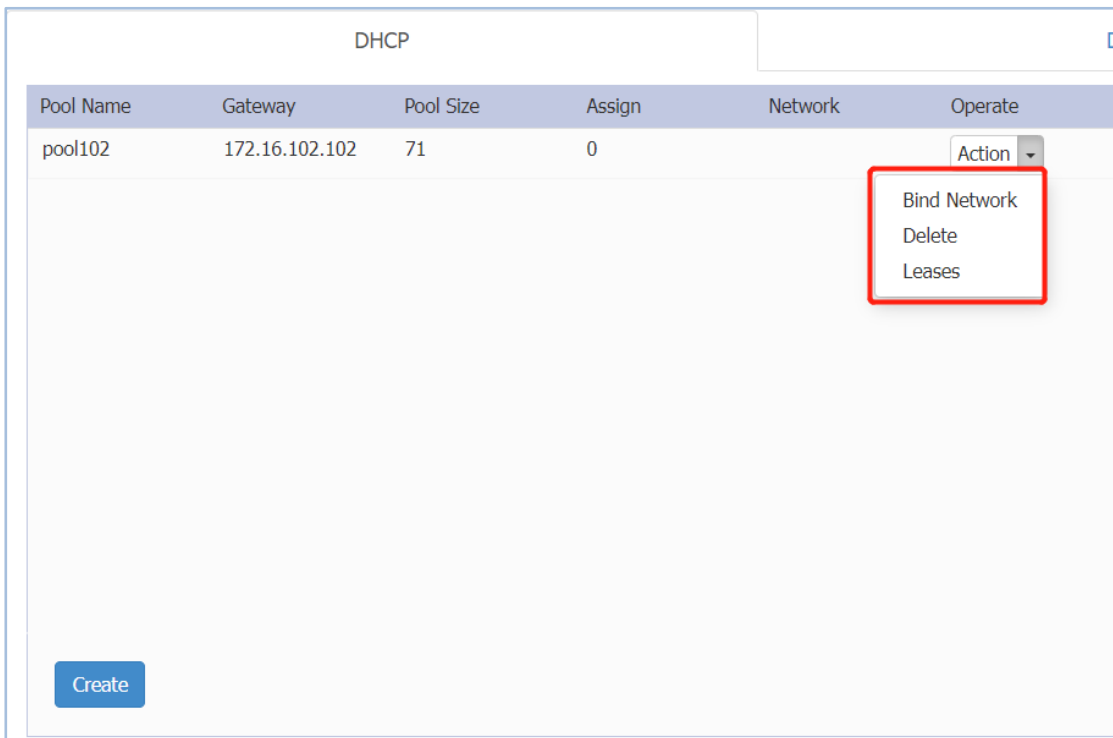 DHCP
Pool Name Gateway Pool Size Assign Network Operate
pool102 172.16.102.102 71 0 Action
Bind Network
Delete
Leases
Create